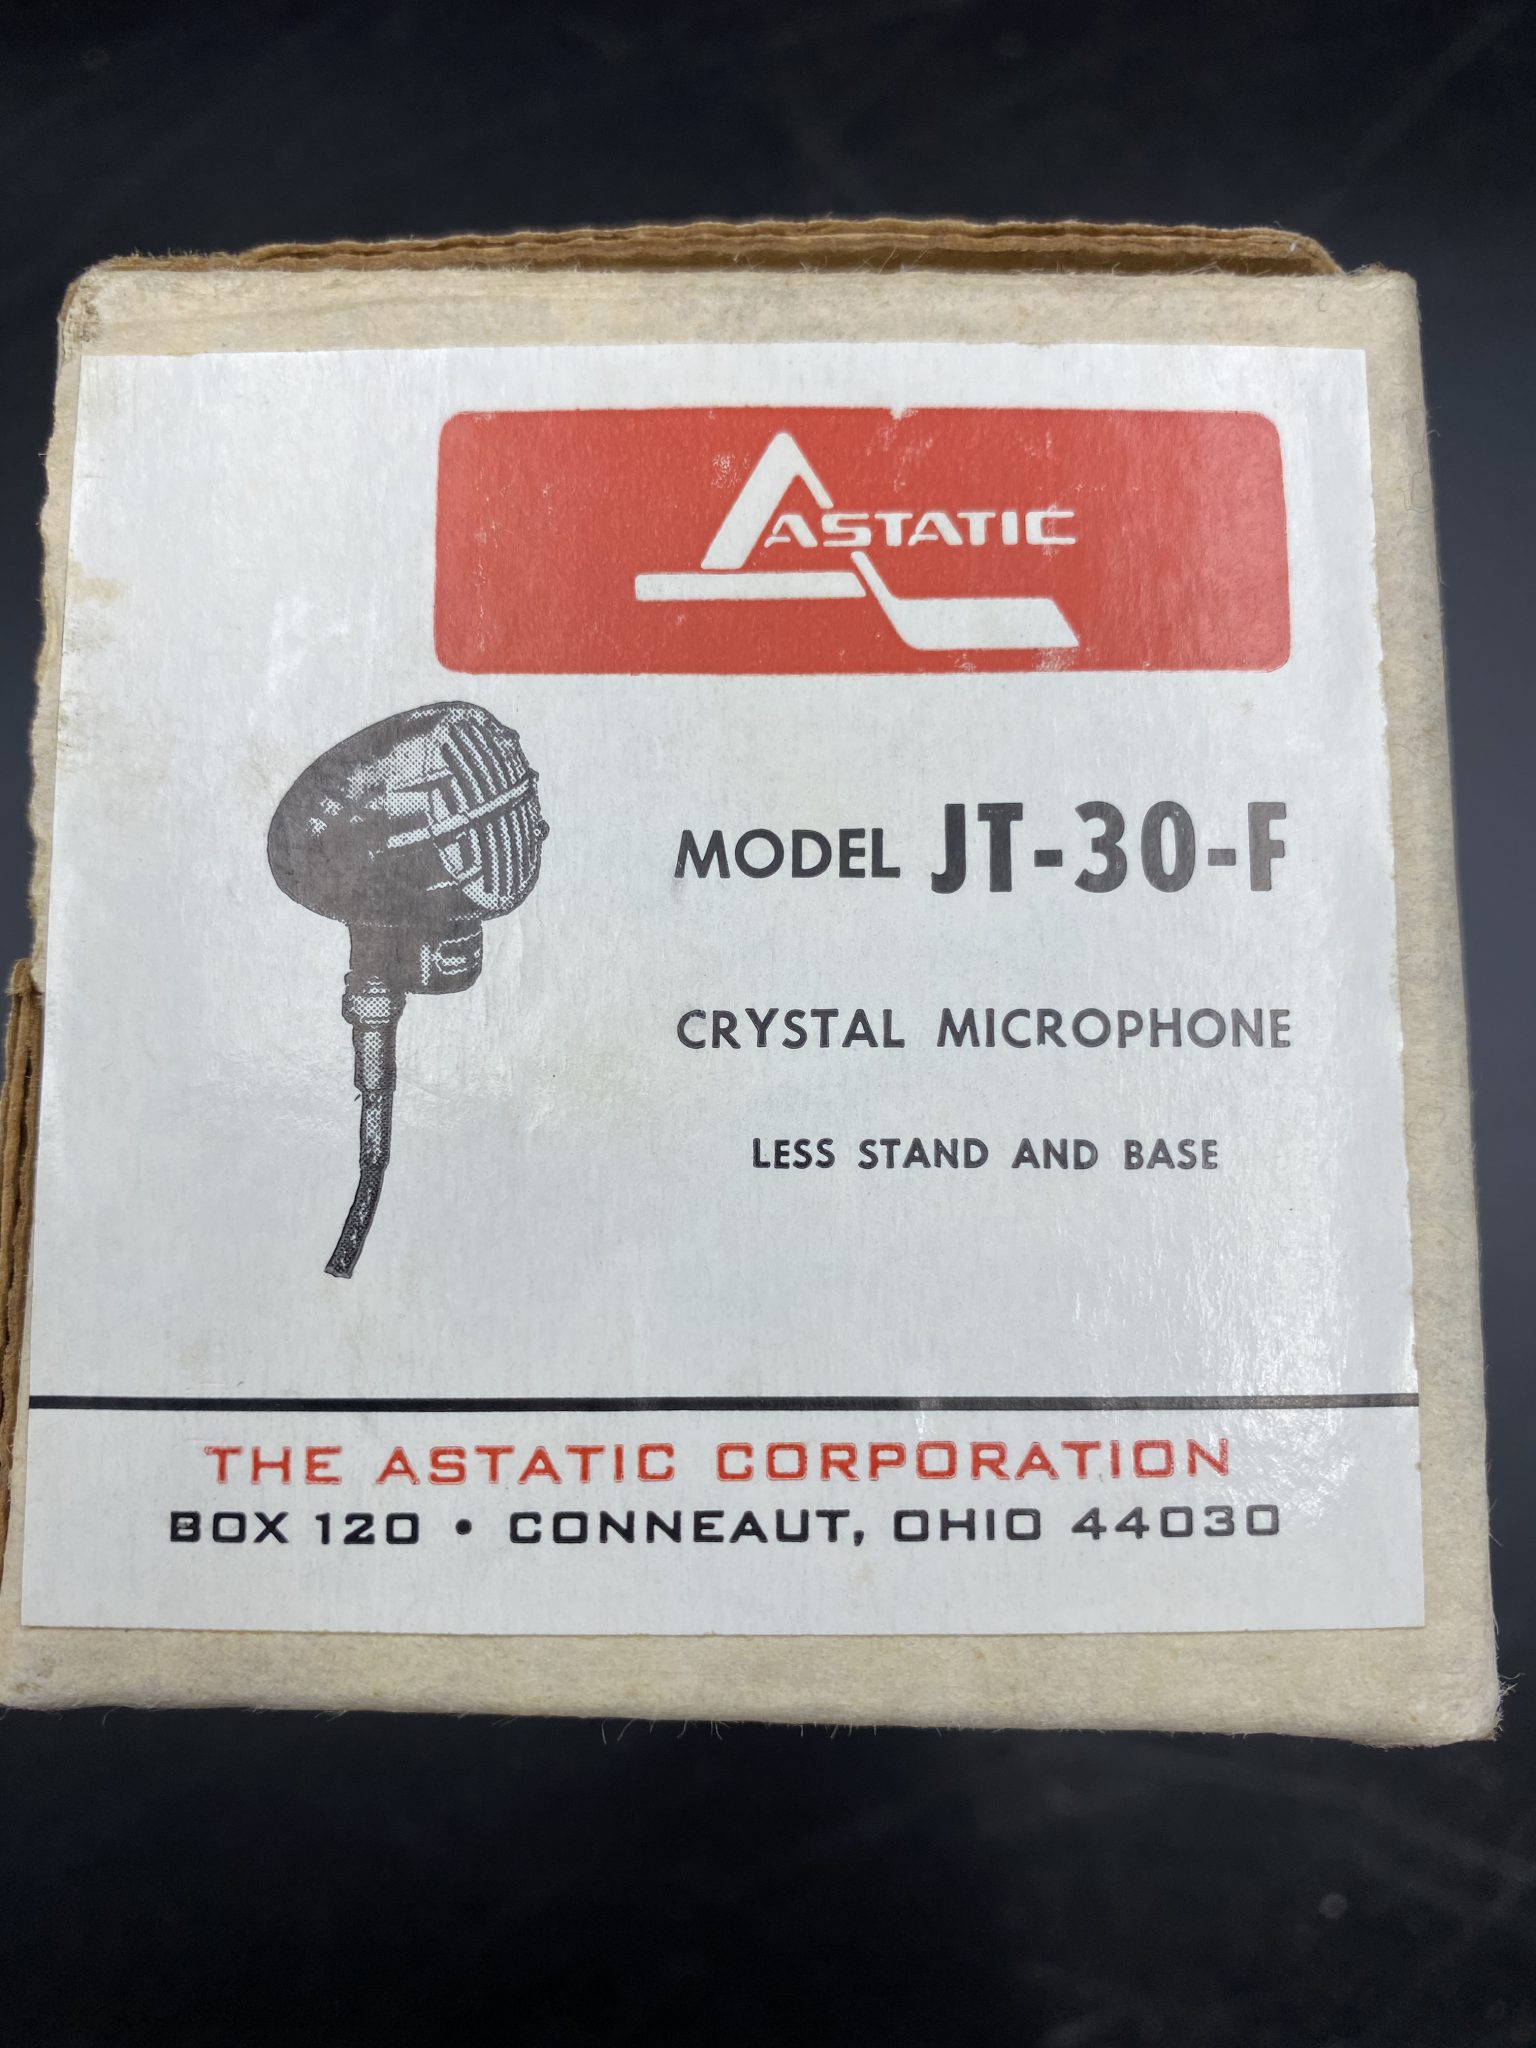 ASTATIC
MODEL JT-30-F
CRYSTAL MICROPHONE
LESS STAND AND BASE
THE ASTATIC CORPORATION
BOX 120 • CONNEAUT, OHIO 44030